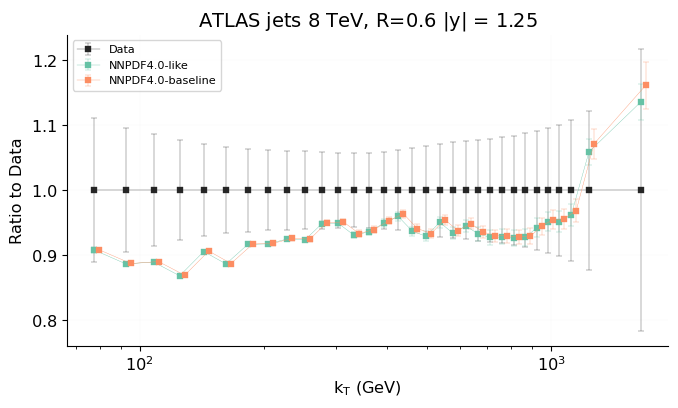 ATLAS jets 8 TeV, R=0.6 |y| = 1.25
Data
NNPDF4.0-like
NNPDF4.0-baseline
Ratio to Data
1.2
1.1
1.0
0.9
0.8
10²
10³
k_T (GeV)